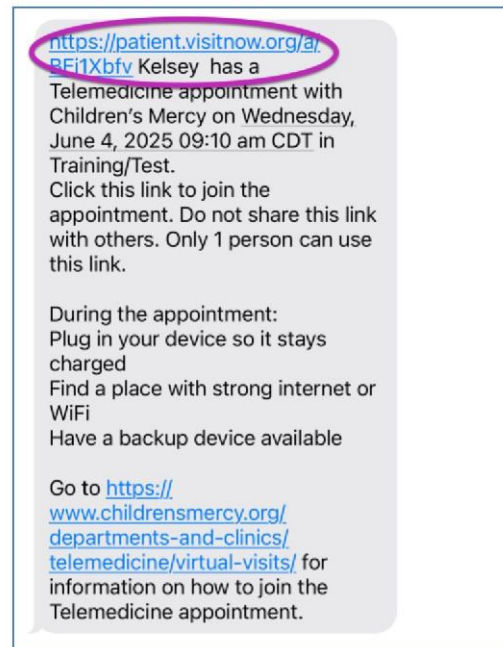 https://patient.visitnow.org/a/
BFj1Xbfv Kelsey  has a
Telemedicine appointment with
Children's Mercy on Wednesday,
June 4, 2025 09:10 am CDT in
Training/Test.
Click this link to join the
appointment. Do not share this link
with others. Only 1 person can use
this link.
During the appointment:
Plug in your device so it stays
charged
Find a place with strong internet or
WiFi
Have a backup device available
Go to https://
www.childrensmercy.org/
departments-and-clinics/
telemedicine/virtual-visits/ for
information on how to join the
Telemedicine appointment.